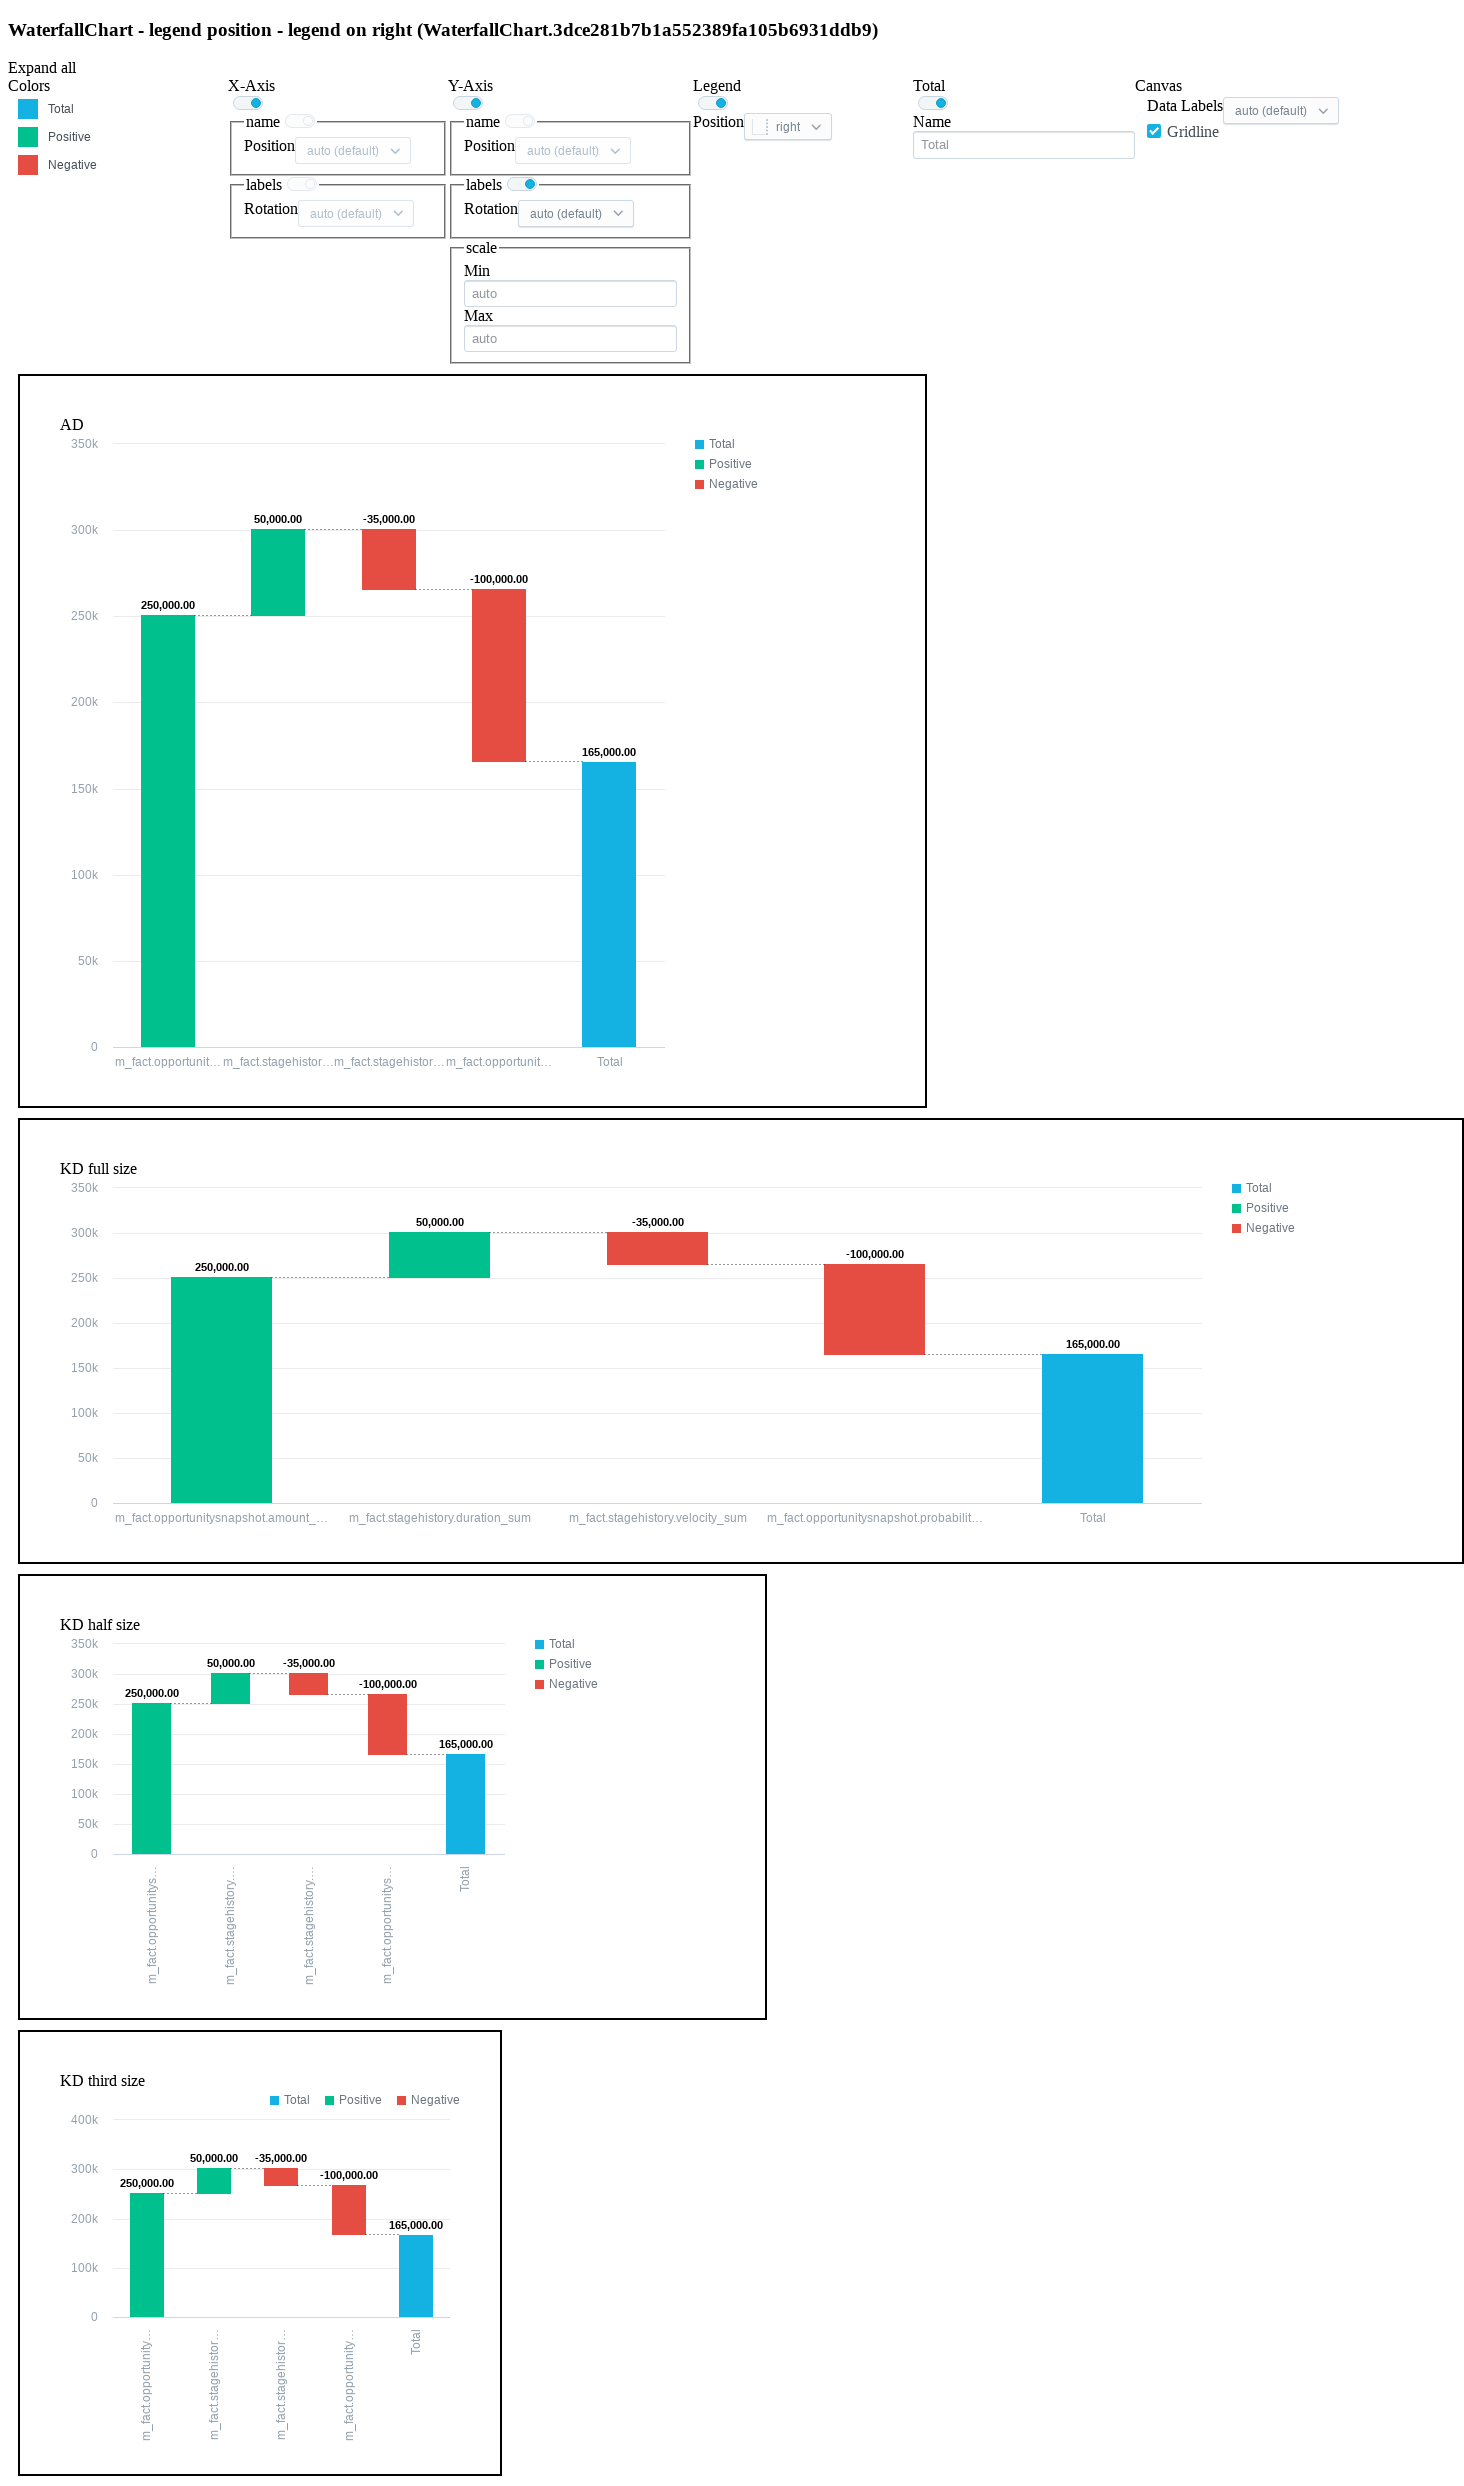 WaterfallChart - legend position - legend on right (WaterfallChart.3dce281b7b1a552389fa105b6931ddb9)
Expand all
Colors
Total
Positive
Negative
X-Axis
name
Position auto (default)
labels
Rotation auto (default)
Y-Axis
name
Position auto (default)
labels
Rotation auto (default)
scale
Min
auto
Max
auto
Legend
Position right
Total
Name
Total
Canvas
Data Labels auto (default)
Gridline
AD
350k
300k
250k
200k
150k
100k
50k
0
250,000.00
50,000.00
-35,000.00
-100,000.00
165,000.00
m_fact.opportunit…
m_fact.stagehistor…
m_fact.stagehistor…
m_fact.opportunit…
Total
Total
Positive
Negative
KD full size
350k
300k
250k
200k
150k
100k
50k
0
250,000.00
50,000.00
-35,000.00
-100,000.00
165,000.00
m_fact.opportunitysnapshot.amount_…
m_fact.stagehistory.duration_sum
m_fact.stagehistory.velocity_sum
m_fact.opportunitysnapshot.probabilit…
Total
Total
Positive
Negative
KD half size
350k
300k
250k
200k
150k
100k
50k
0
250,000.00
50,000.00
-35,000.00
-100,000.00
165,000.00
m_fact.opportunitys…
m_fact.stagehistory.…
m_fact.stagehistory.…
m_fact.opportunitys…
Total
Total
Positive
Negative
KD third size
Total
Positive
Negative
400k
300k
200k
100k
0
250,000.00
50,000.00
-35,000.00
-100,000.00
165,000.00
m_fact.opportunity…
m_fact.stagehistor…
m_fact.stagehistor…
m_fact.opportunity…
Total